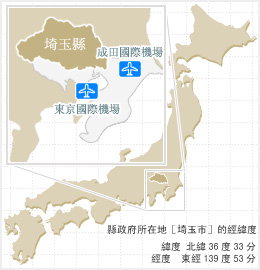 成田國際機場
埼玉縣
東京國際機場
縣政府所在地［埼玉市］的經緯度
緯度 北緯 36 度 33 分
經度 東經 139 度 53 分